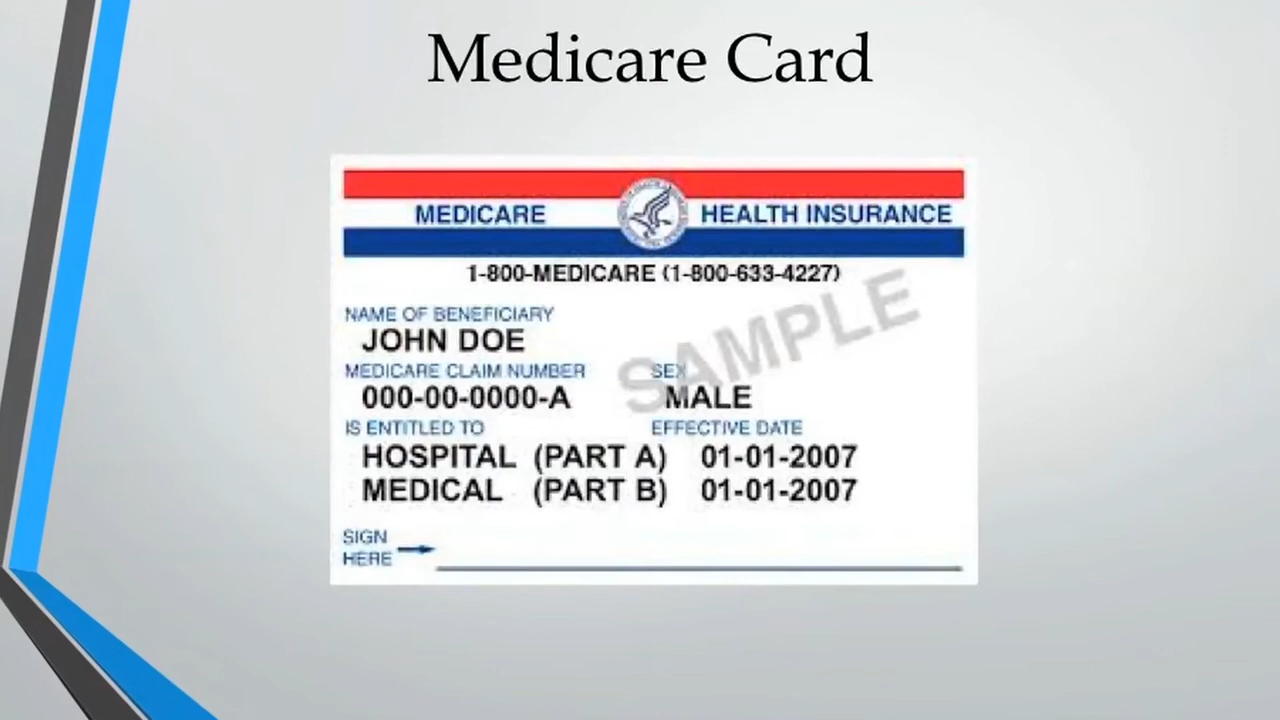 Medicare Card
MEDICARE HEALTH INSURANCE
1-800-MEDICARE (1-800-633-4227)
SAMPLE
NAME OF BENEFICIARY
JOHN DOE
MEDICARE CLAIM NUMBER SEX
000-00-0000-A MALE
IS ENTITLED TO EFFECTIVE DATE
HOSPITAL (PART A) 01-01-2007
MEDICAL (PART B) 01-01-2007
SIGN
HERE